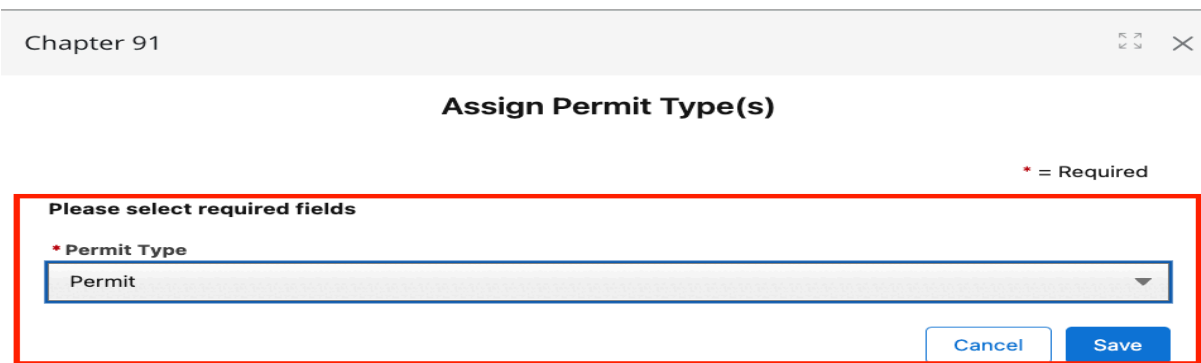 Chapter 91
Assign Permit Type(s)
* = Required
Please select required fields
* Permit Type
Permit
Cancel Save